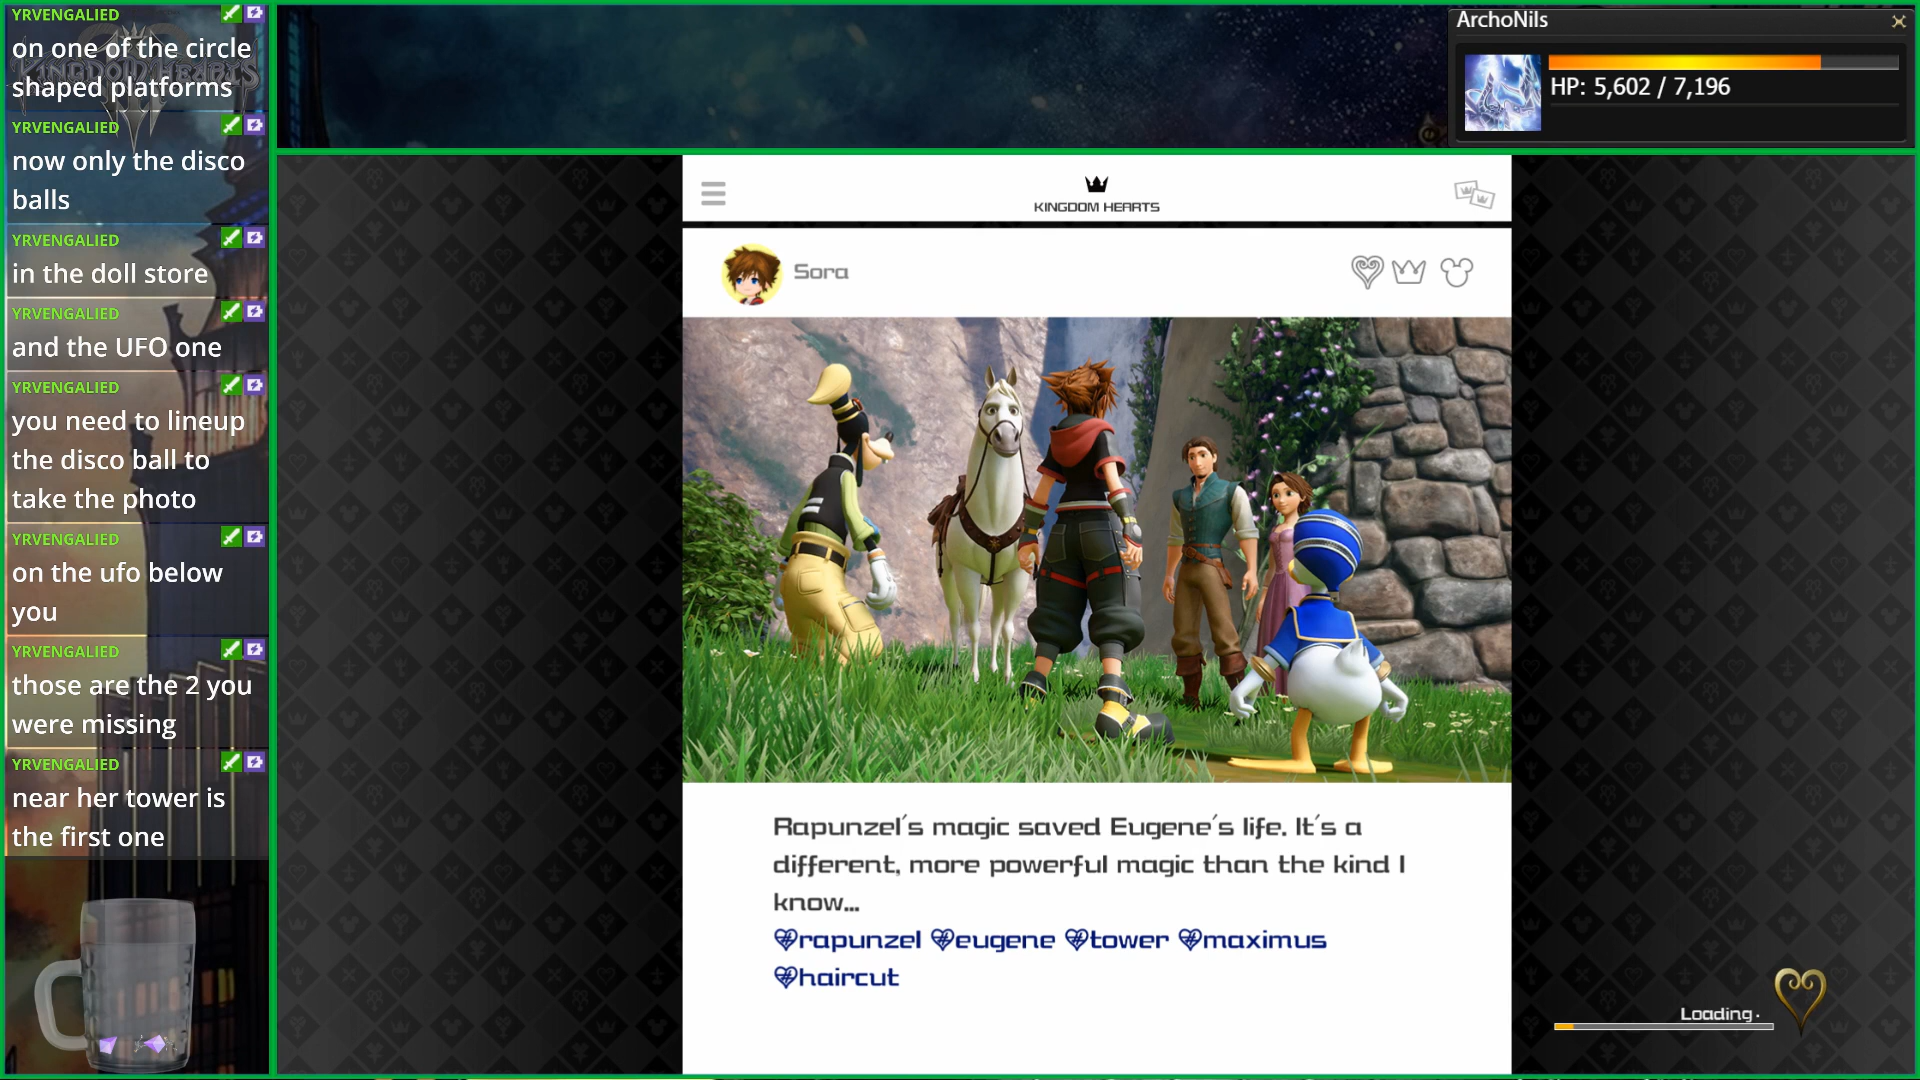 YRVENGALIED
on one of the circle
shaped platforms
YRVENGALIED
now only the disco
balls
YRVENGALIED
in the doll store
YRVENGALIED
and the UFO one
YRVENGALIED
you need to lineup
the disco ball to
take the photo
YRVENGALIED
on the ufo below
you
YRVENGALIED
those are the 2 you
were missing
YRVENGALIED
near her tower is
the first one
KINGDOM HEARTS
ArchoNils
HP: 5,602 / 7,196
KINGDOM HEARTS
Sora
Rapunzel's magic saved Eugene's life. It's a
different, more powerful magic than the kind I
know...
#rapunzel #eugene #tower #maximus
#haircut
Loading.